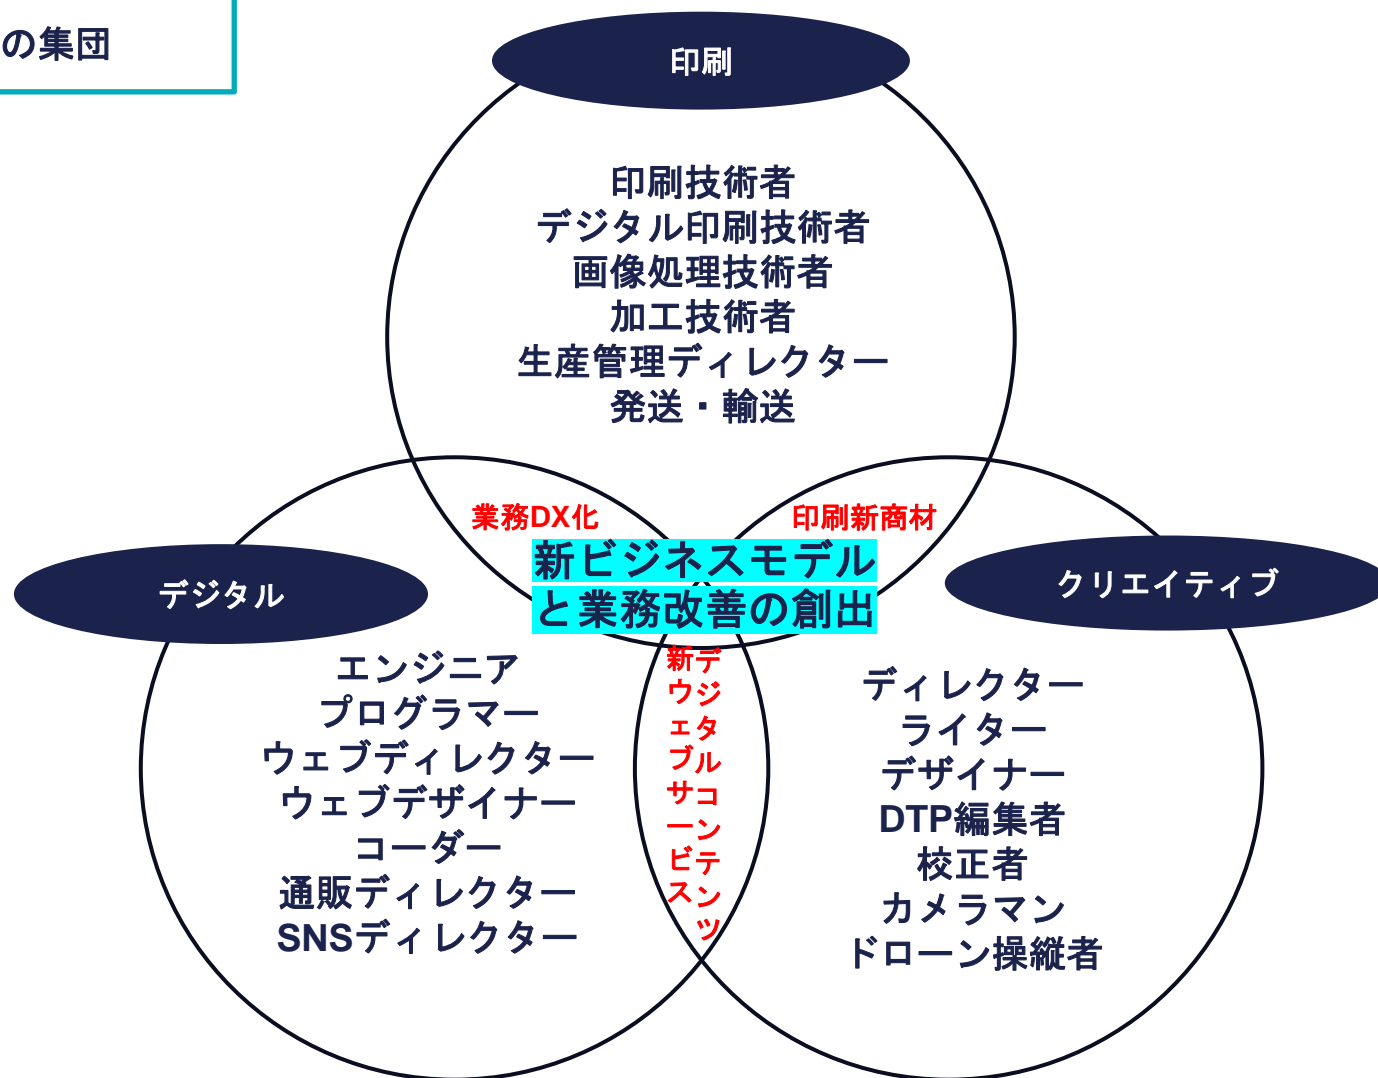 の集団
印刷
印刷技術者
デジタル印刷技術者
画像処理技術者
加工技術者
生産管理ディレクター
発送・輸送
業務DX化
印刷新商材
新ビジネスモデル
と業務改善の創出
デジタル
クリエイティブ
エンジニア
プログラマー
ウェブディレクター
ウェブデザイナー
コーダー
通販ディレクター
SNSディレクター
デジタルコンテンツ
新ウェブサービス
ディレクター
ライター
デザイナー
DTP編集者
校正者
カメラマン
ドローン操縦者